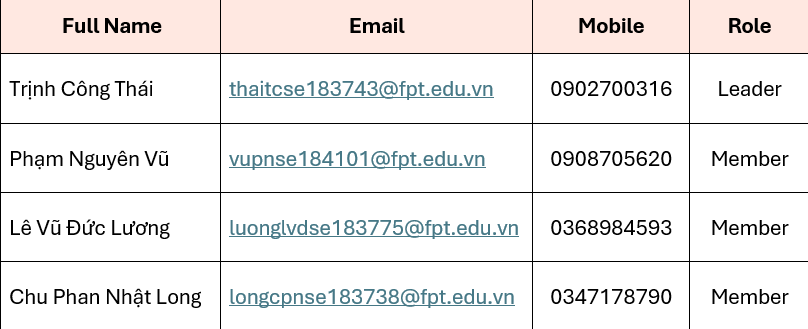 Full Name Email Mobile Role
Trịnh Công Thái thaitcse183743@fpt.edu.vn 0902700316 Leader
Phạm Nguyên Vũ vupnse184101@fpt.edu.vn 0908705620 Member
Lê Vũ Đức Lương luonglvdse183775@fpt.edu.vn 0368984593 Member
Chu Phan Nhật Long longcpnse183738@fpt.edu.vn 0347178790 Member